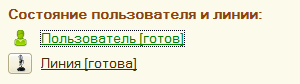 Состояние пользователя и линии:
Пользователь [готов]
Линия [готова]